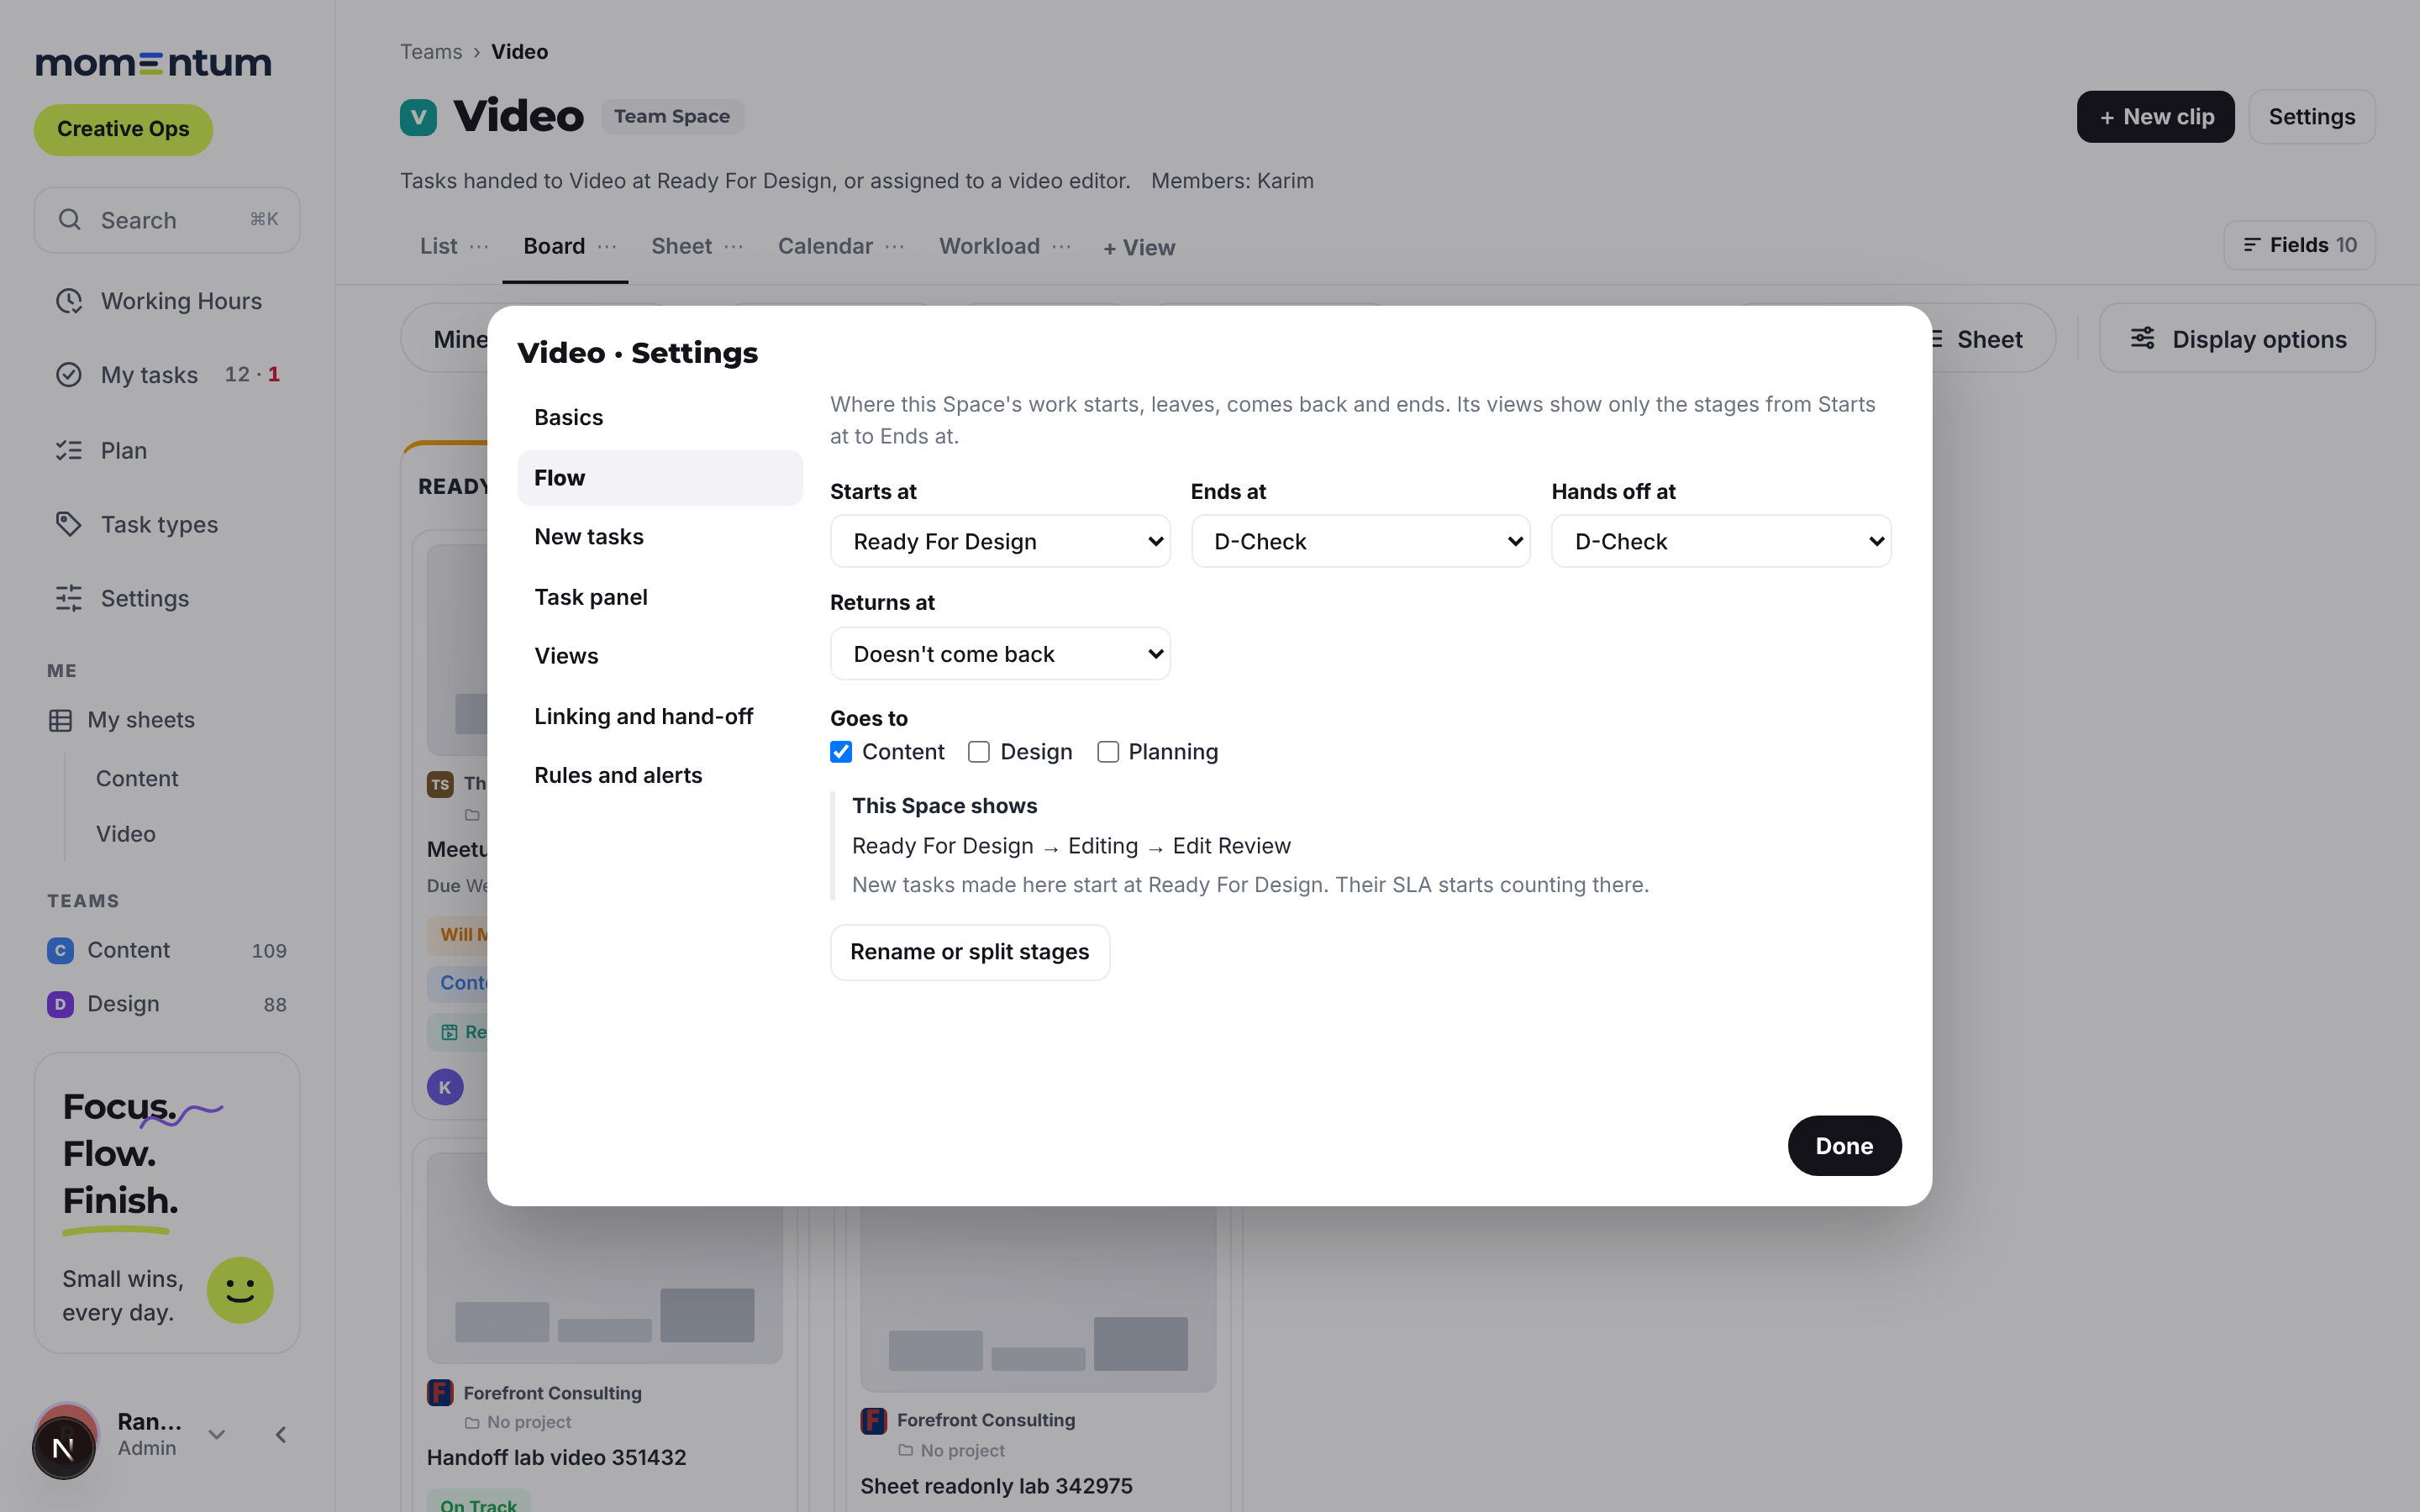 momentum
Creative Ops
Search ⌘K
Working Hours
My tasks 12 · 1
Plan
Task types
Settings
ME
My sheets
Content
Video
TEAMS
C Content 109
D Design 88
Focus.
Flow.
Finish.
Small wins,
every day.
N
Ran...
Admin
Teams › Video
V Video Team Space
+ New clip
Settings
Tasks handed to Video at Ready For Design, or assigned to a video editor. Members: Karim
List ··· Board ··· Sheet ··· Calendar ··· Workload ··· + View
Fields 10
Mine
Sheet
Display options
Video · Settings
Basics
Flow
New tasks
Task panel
Views
Linking and hand-off
Rules and alerts
Where this Space's work starts, leaves, comes back and ends. Its views show only the stages from Starts
at to Ends at.
Starts at Ends at Hands off at
Ready For Design D-Check D-Check
Returns at
Doesn't come back
Goes to
Content Design Planning
This Space shows
Ready For Design → Editing → Edit Review
New tasks made here start at Ready For Design. Their SLA starts counting there.
Rename or split stages
Done
READY
TS Th
Meetu
Due We
Will M
Conte
Re
K
F Forefront Consulting
No project
Handoff lab video 351432
On Track
F Forefront Consulting
No project
Sheet readonly lab 342975